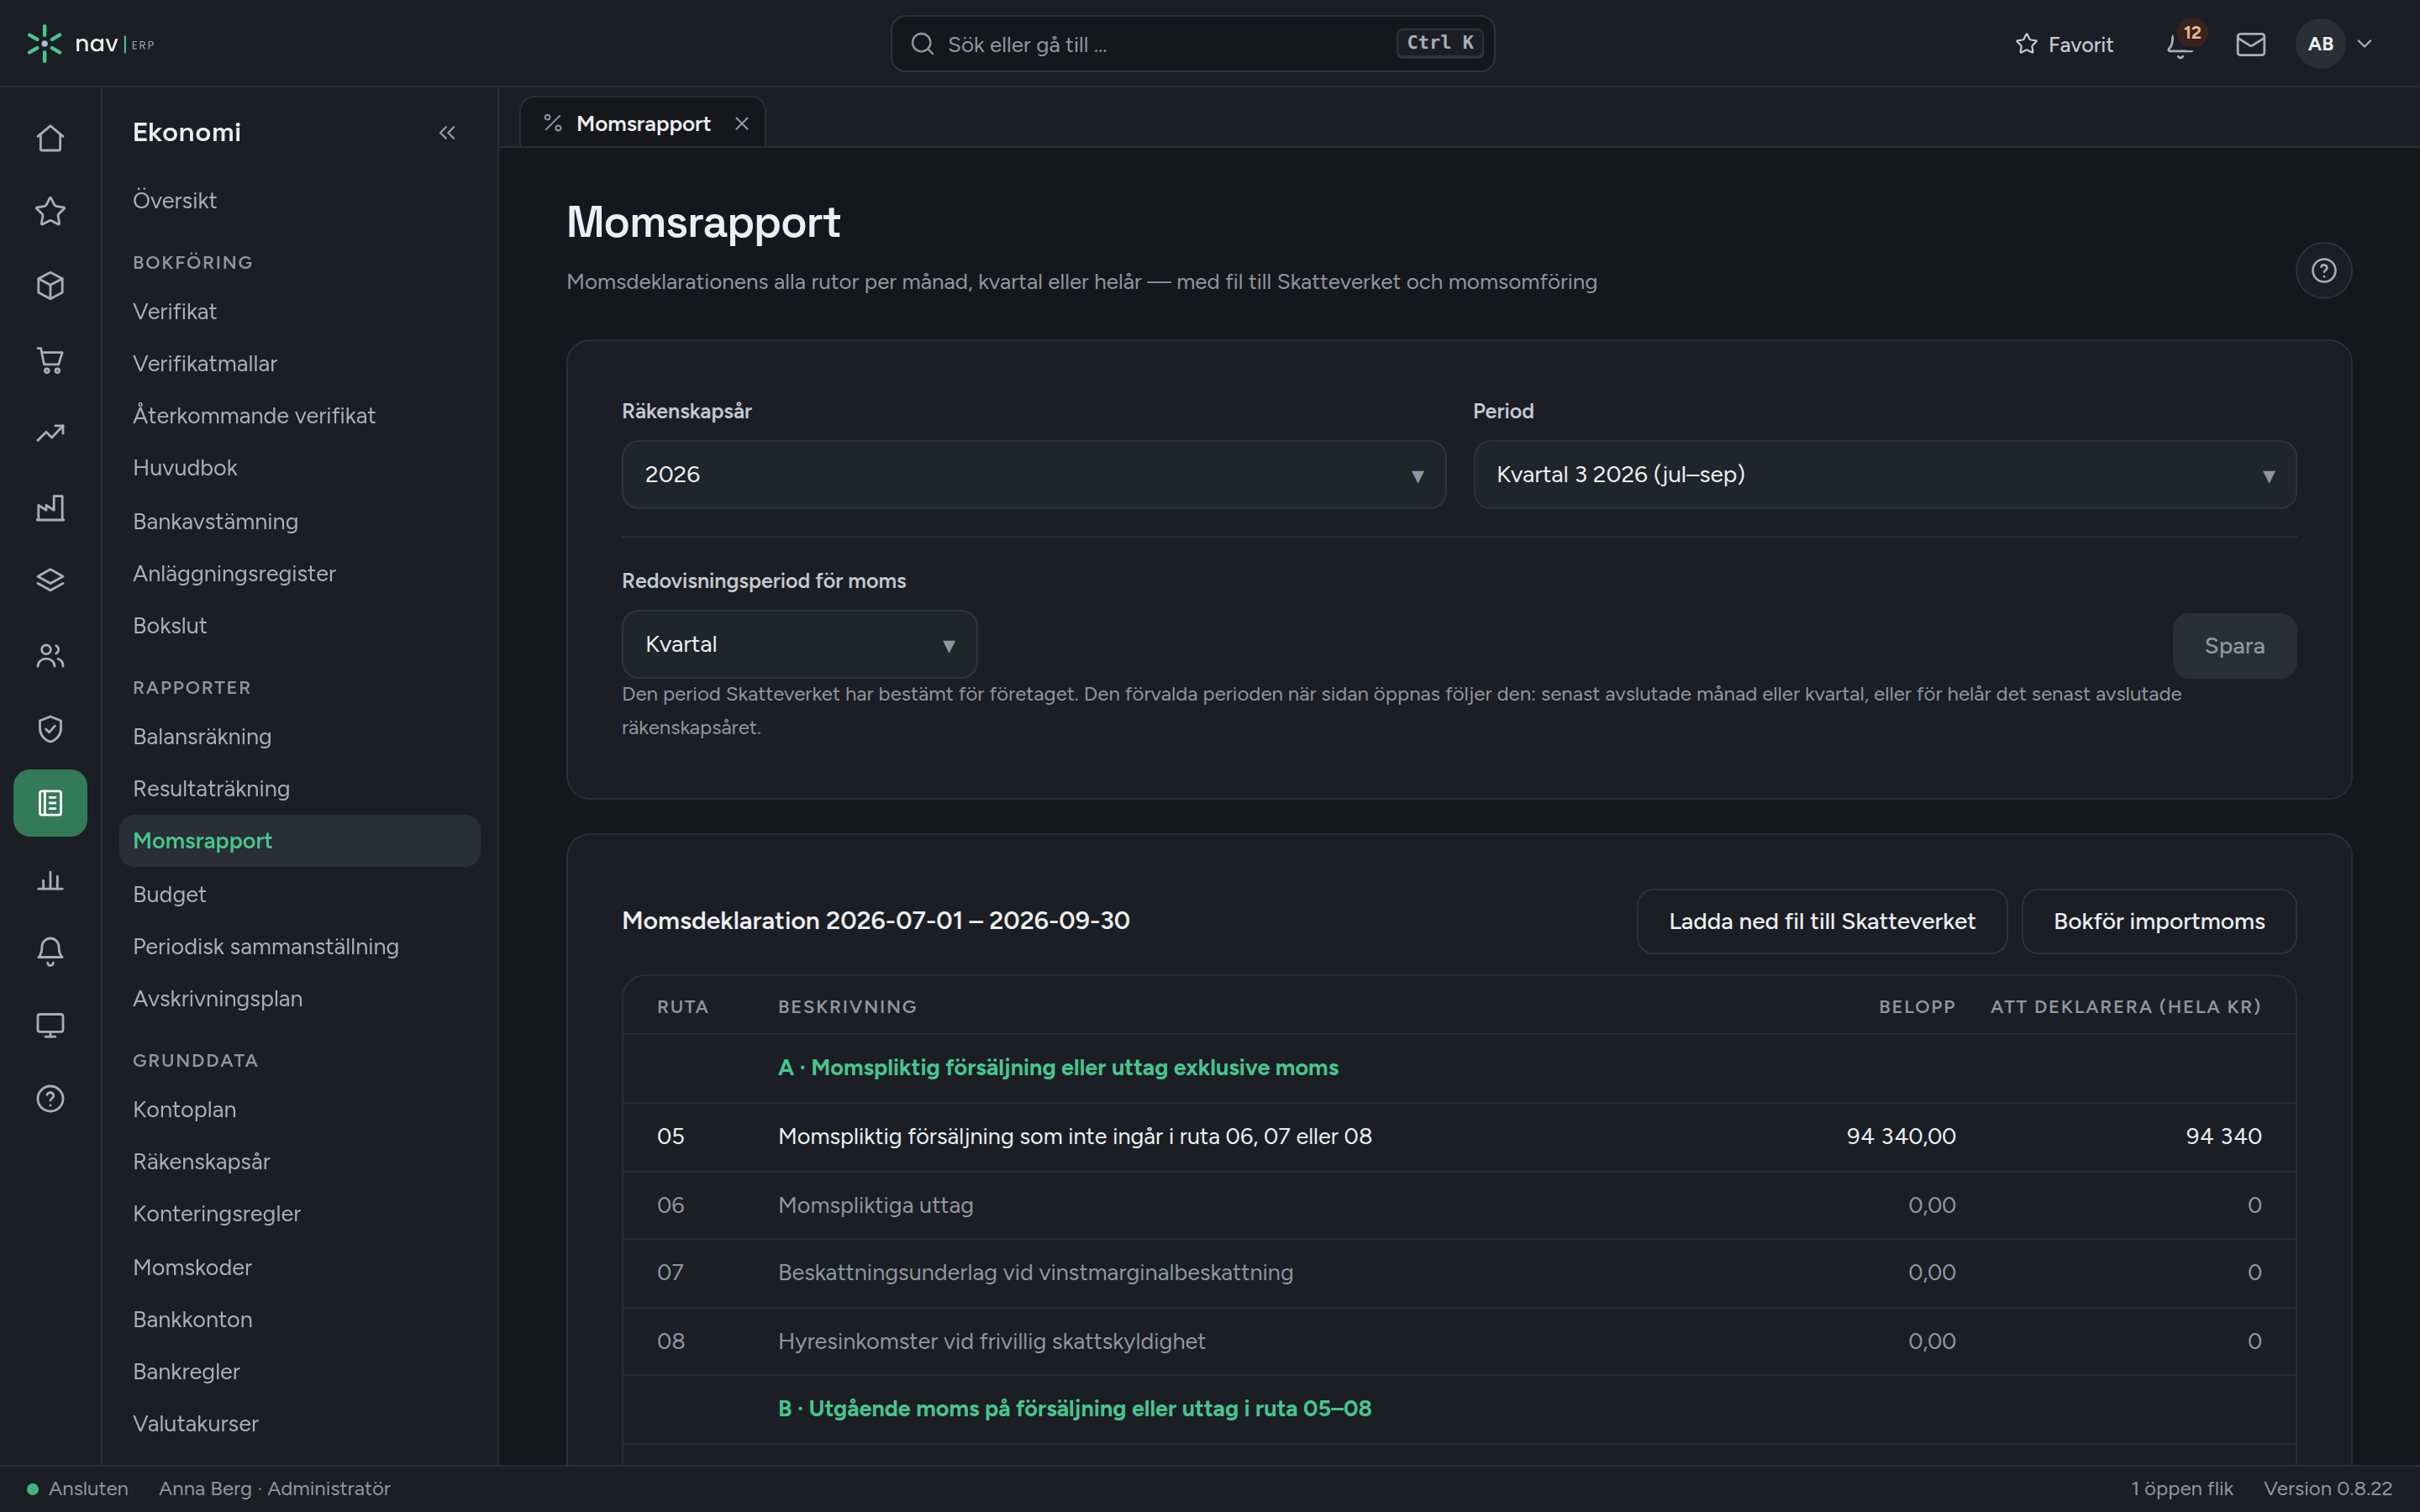 nav | ERP
Sök eller gå till ...
Ctrl K
Favorit
12
AB
Ekonomi
Översikt
BOKFÖRING
Verifikat
Verifikatmallar
Återkommande verifikat
Huvudbok
Bankavstämning
Anläggningsregister
Bokslut
RAPPORTER
Balansräkning
Resultaträkning
Momsrapport
Budget
Periodisk sammanställning
Avskrivningsplan
GRUNDDATA
Kontoplan
Räkenskapsår
Konteringsregler
Momskoder
Bankkonton
Bankregler
Valutakurser
Momsrapport
Momsrapport
Momsdeklarationens alla rutor per månad, kvartal eller helår — med fil till Skatteverket och momsomföring
Räkenskapsår
Period
2026
Kvartal 3 2026 (jul–sep)
Redovisningsperiod för moms
Kvartal
Spara
Den period Skatteverket har bestämt för företaget. Den förvalda perioden när sidan öppnas följer den: senast avslutade månad eller kvartal, eller för helår det senast avslutade
räkenskapsåret.
Momsdeklaration 2026-07-01 – 2026-09-30
Ladda ned fil till Skatteverket
Bokför importmoms
RUTA BESKRIVNING BELOPP ATT DEKLARERA (HELA KR)
A · Momspliktig försäljning eller uttag exklusive moms
05 Momspliktig försäljning som inte ingår i ruta 06, 07 eller 08 94 340,00 94 340
06 Momspliktiga uttag 0,00 0
07 Beskattningsunderlag vid vinstmarginalbeskattning 0,00 0
08 Hyresinkomster vid frivillig skattskyldighet 0,00 0
B · Utgående moms på försäljning eller uttag i ruta 05–08
Ansluten Anna Berg · Administratör
1 öppen flik Version 0.8.22